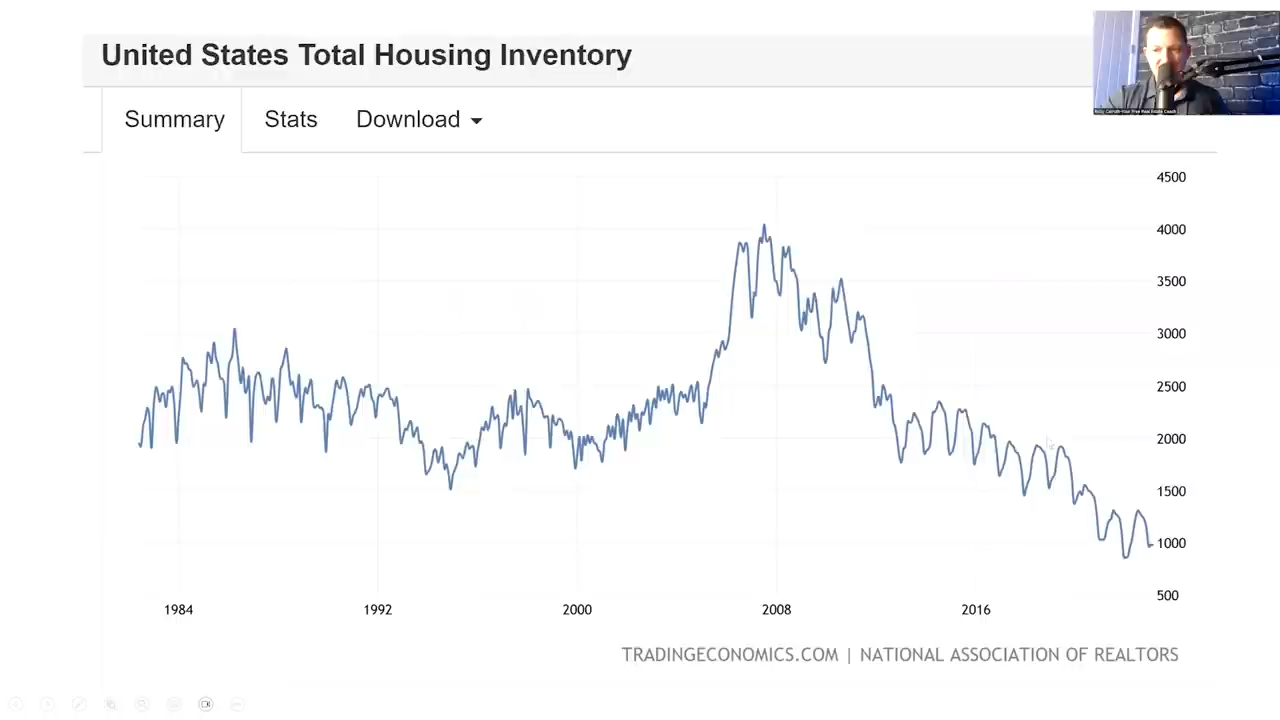 United States Total Housing Inventory
Summary Stats Download
4500
4000
3500
3000
2500
2000
1500
1000
500
1984 1992 2000 2008 2016
TRADINGECONOMICS.COM | NATIONAL ASSOCIATION OF REALTORS